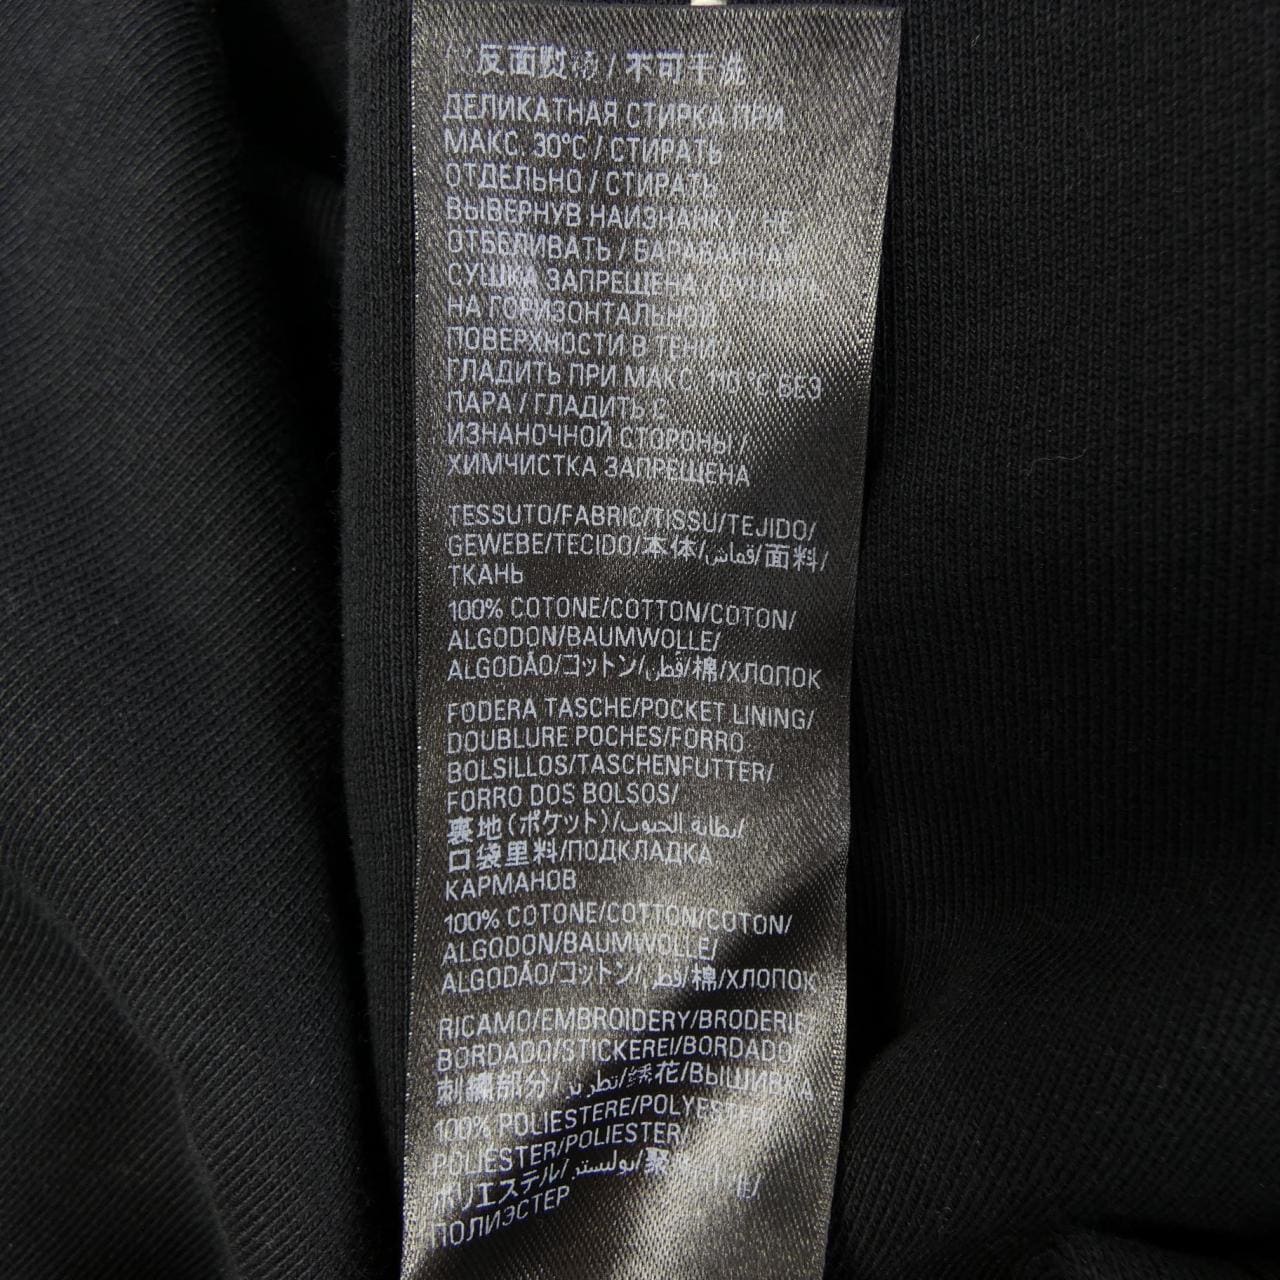 反面熨烫 / 不可手洗
ДЕЛИКАТНАЯ СТИРКА ПРИ
МАКС. 30°C / СТИРАТЬ
ОТДЕЛЬНО / СТИРАТЬ
ВЫВЕРНУВ НАИЗНАНКУ / НЕ
ОТБЕЛИВАТЬ / БАРАБАННАЯ
СУШКА ЗАПРЕЩЕНА / СУШИТЬ
НА ГОРИЗОНТАЛЬНОЙ
ПОВЕРХНОСТИ В ТЕНИ /
ГЛАДИТЬ ПРИ МАКС. 110 °C БЕЗ
ПАРА / ГЛАДИТЬ С
ИЗНАНОЧНОЙ СТОРОНЫ /
ХИМЧИСТКА ЗАПРЕЩЕНА
TESSUTO/FABRIC/TISSU/TEJIDO/
GEWEBE/TECIDO/本体/قماش/面料/
ТКАНЬ
100% COTONE/COTTON/COTON/
ALGODON/BAUMWOLLE/
ALGODÃO/コットン/قطن/棉/ХЛОПОК
FODERA TASCHE/POCKET LINING/
DOUBLURE POCHES/FORRO
BOLSILLOS/TASCHENFUTTER/
FORRO DOS BOLSOS/
裏地(ポケット)/بطانة الجيوب/
口袋里料/ПОДКЛАДКА
КАРМАНОВ
100% COTONE/COTTON/COTON/
ALGODON/BAUMWOLLE/
ALGODÃO/コットン/قطن/棉/ХЛОПОК
RICAMO/EMBROIDERY/BRODERIE
BORDADO/STICKEREI/BORDADO/
刺繍部分/تطريز/绣花/ВЫШИВКА
100% POLIESTERE/POLYESTER
POLIESTER/POLIESTER/
ポリエステル/بوليستر/聚
ПОЛИЭСТЕР